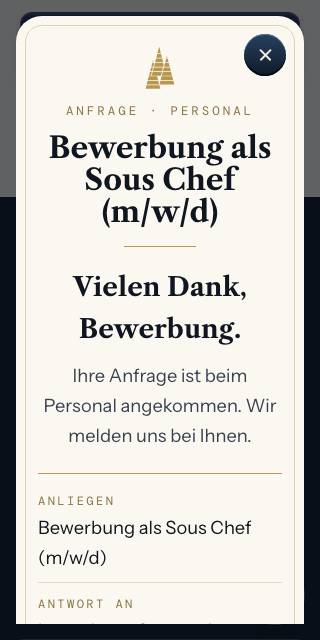 ANFRAGE · PERSONAL
Bewerbung als
Sous Chef
(m/w/d)
Vielen Dank,
Bewerbung.
Ihre Anfrage ist beim
Personal angekommen. Wir
melden uns bei Ihnen.
ANLIEGEN
Bewerbung als Sous Chef
(m/w/d)
ANTWORT AN